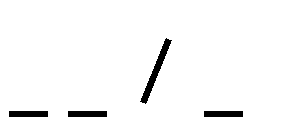 _ _ / _